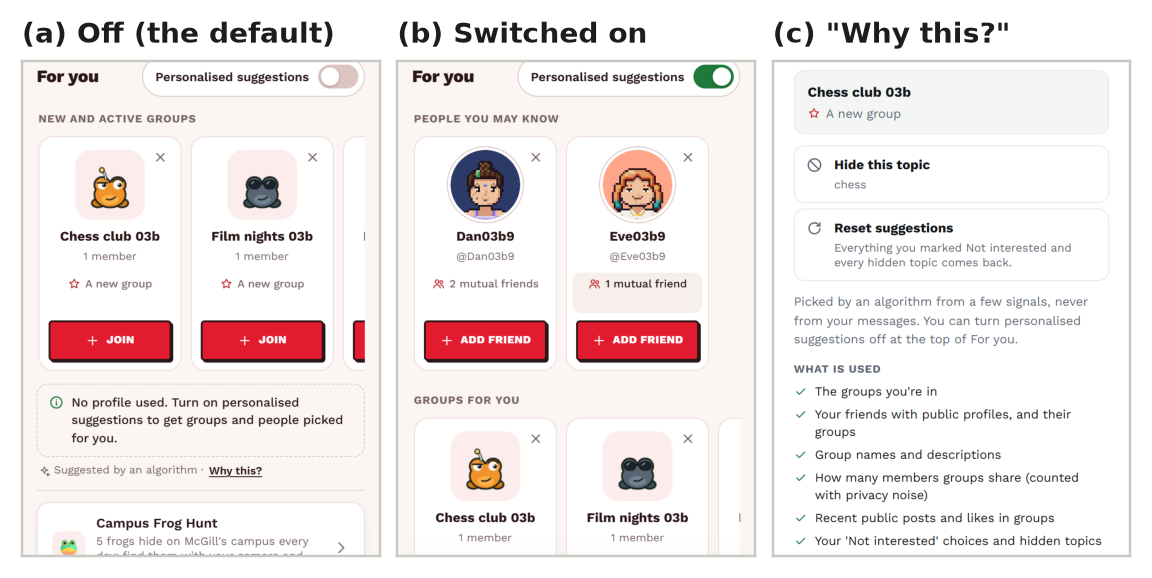 (a) Off (the default)
For you
Personalised suggestions
NEW AND ACTIVE GROUPS
Chess club 03b
1 member
A new group
+ JOIN
Film nights 03b
1 member
A new group
+ JOIN
No profile used. Turn on personalised
suggestions to get groups and people picked
for you.
Suggested by an algorithm · Why this?
Campus Frog Hunt
5 frogs hide on McGill's campus every
day: find them with your camera and
(b) Switched on
For you
Personalised suggestions
PEOPLE YOU MAY KNOW
Dan03b9
@Dan03b9
2 mutual friends
+ ADD FRIEND
Eve03b9
@Eve03b9
1 mutual friend
+ ADD FRIEND
GROUPS FOR YOU
Chess club 03b
1 member
Film nights 03b
1 member
(c) "Why this?"
Chess club 03b
A new group
Hide this topic
chess
Reset suggestions
Everything you marked Not interested and
every hidden topic comes back.
Picked by an algorithm from a few signals, never
from your messages. You can turn personalised
suggestions off at the top of For you.
WHAT IS USED
The groups you're in
Your friends with public profiles, and their
groups
Group names and descriptions
How many members groups share (counted
with privacy noise)
Recent public posts and likes in groups
Your 'Not interested' choices and hidden topics